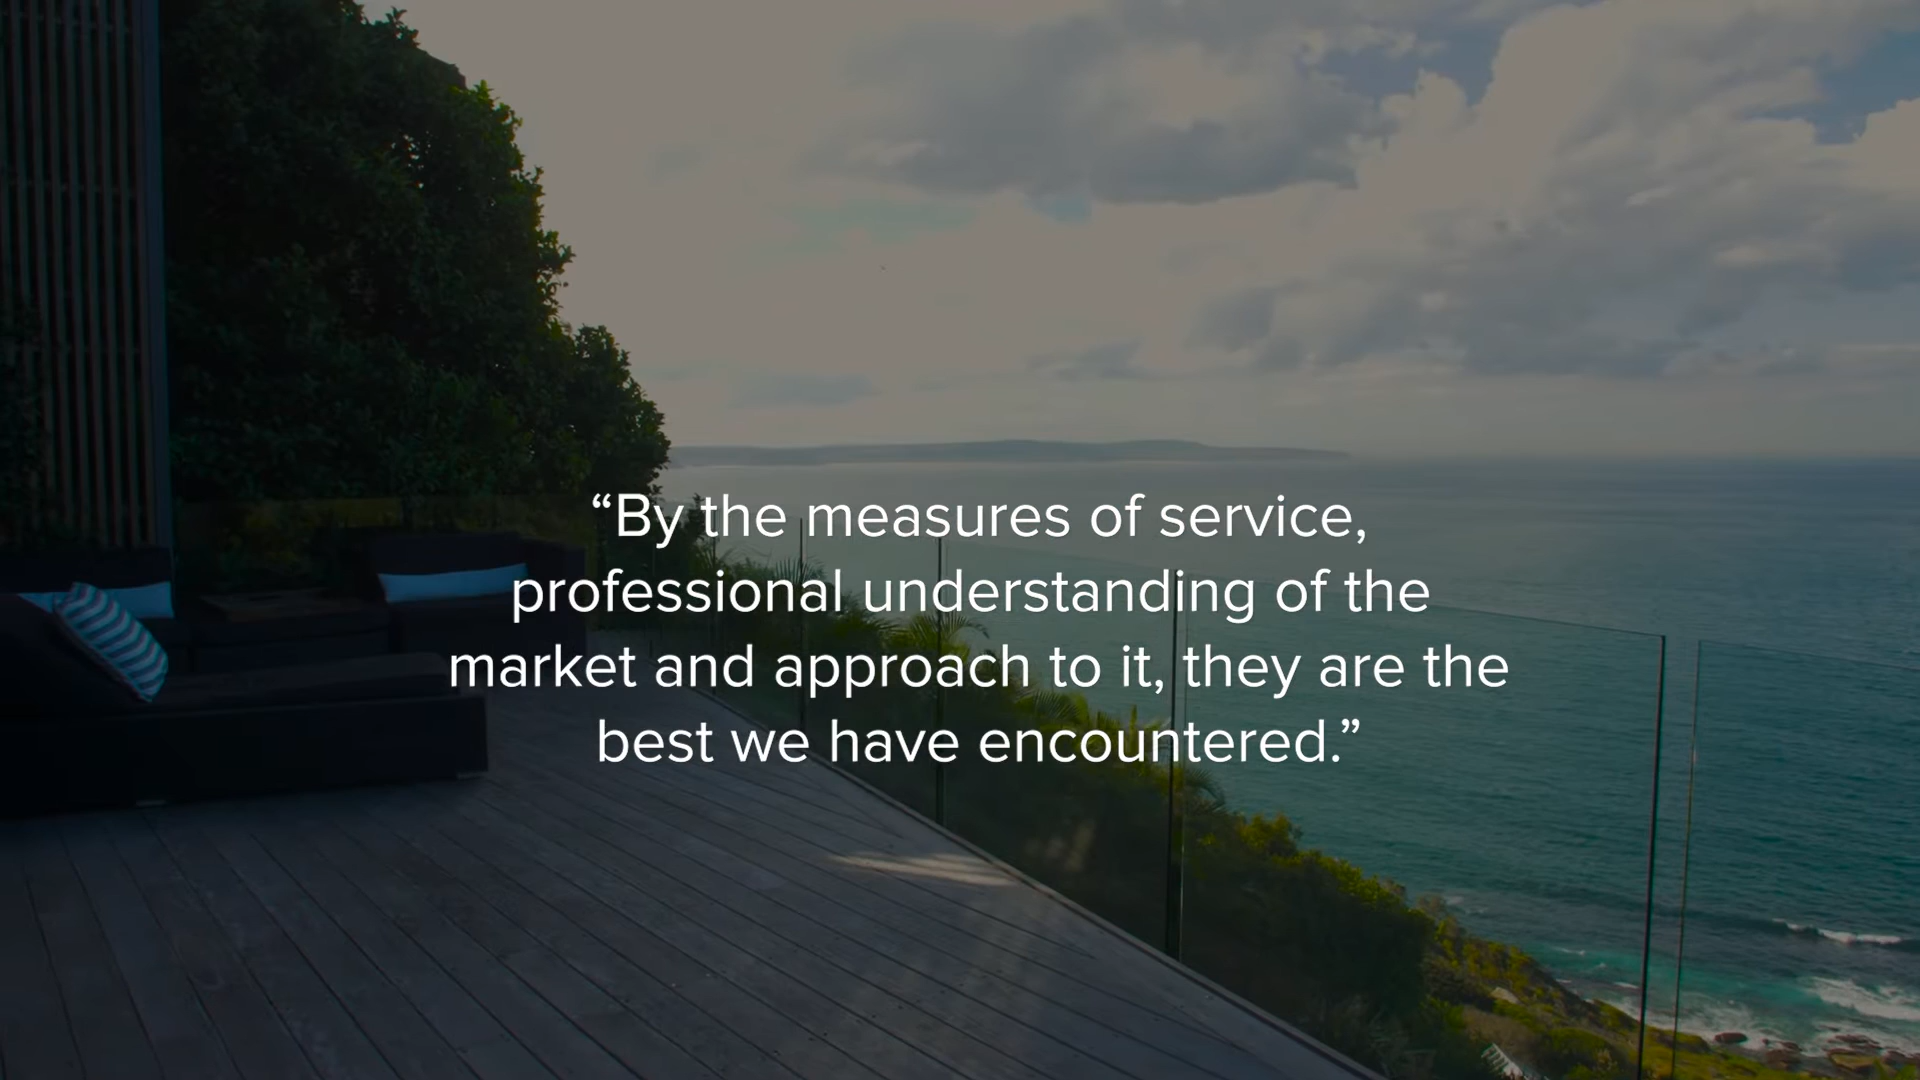 “By the measures of service,
professional understanding of the
market and approach to it, they are the
best we have encountered.”